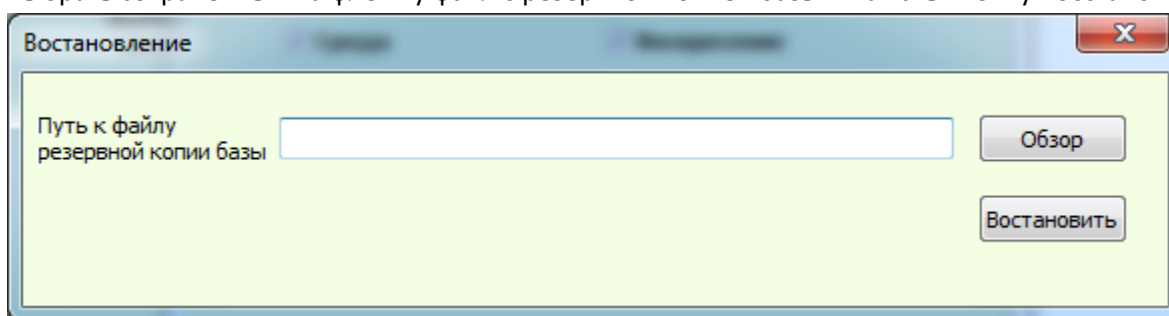 Востановление
Путь к файлу
резервной копии базы
Обзор
Востановить